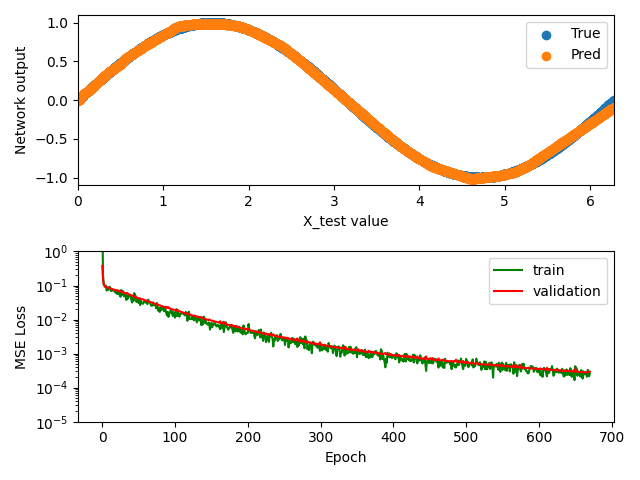 1.0
0.5
0.0
−0.5
−1.0
Network output
True
Pred
0 1 2 3 4 5 6
X_test value
10⁰
10⁻¹
10⁻²
10⁻³
10⁻⁴
10⁻⁵
MSE Loss
train
validation
0 100 200 300 400 500 600 700
Epoch